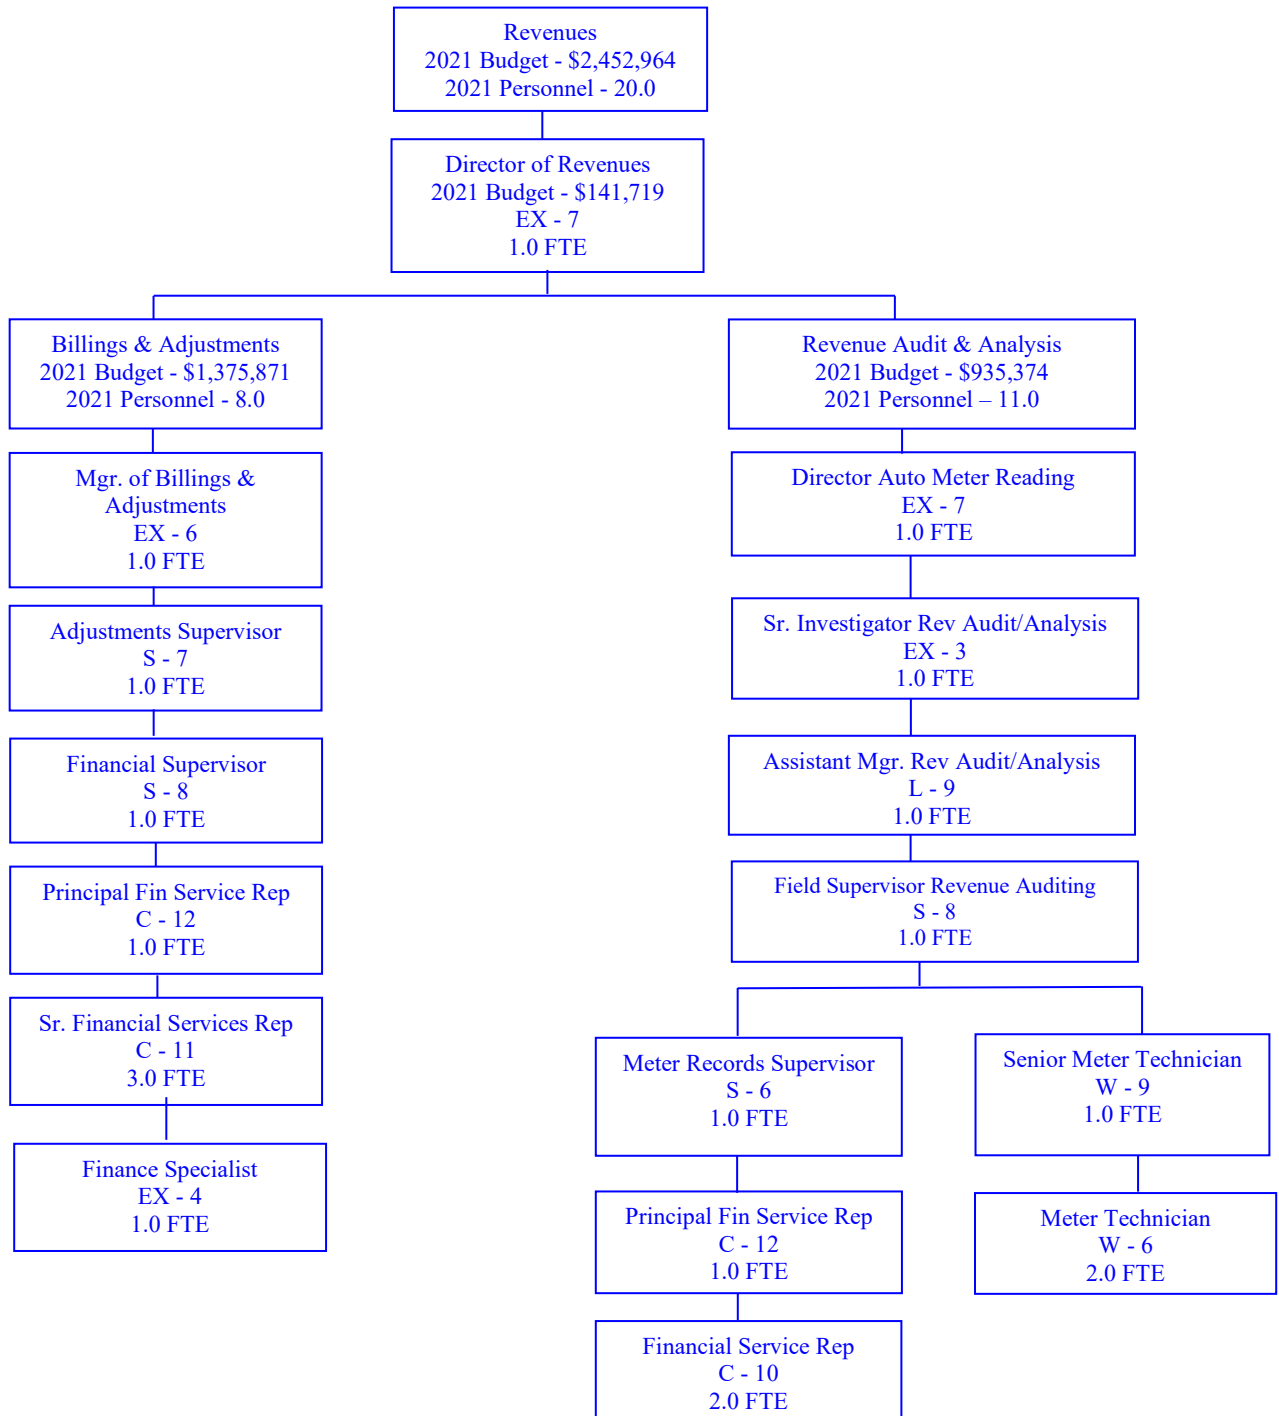 Revenues
2021 Budget - $2,452,964
2021 Personnel - 20.0
Director of Revenues
2021 Budget - $141,719
EX - 7
1.0 FTE
Billings & Adjustments
2021 Budget - $1,375,871
2021 Personnel - 8.0
Mgr. of Billings &
Adjustments
EX - 6
1.0 FTE
Adjustments Supervisor
S - 7
1.0 FTE
Financial Supervisor
S - 8
1.0 FTE
Principal Fin Service Rep
C - 12
1.0 FTE
Sr. Financial Services Rep
C - 11
3.0 FTE
Finance Specialist
EX - 4
1.0 FTE
Revenue Audit & Analysis
2021 Budget - $935,374
2021 Personnel – 11.0
Director Auto Meter Reading
EX - 7
1.0 FTE
Sr. Investigator Rev Audit/Analysis
EX - 3
1.0 FTE
Assistant Mgr. Rev Audit/Analysis
L - 9
1.0 FTE
Field Supervisor Revenue Auditing
S - 8
1.0 FTE
Meter Records Supervisor
S - 6
1.0 FTE
Principal Fin Service Rep
C - 12
1.0 FTE
Financial Service Rep
C - 10
2.0 FTE
Senior Meter Technician
W - 9
1.0 FTE
Meter Technician
W - 6
2.0 FTE